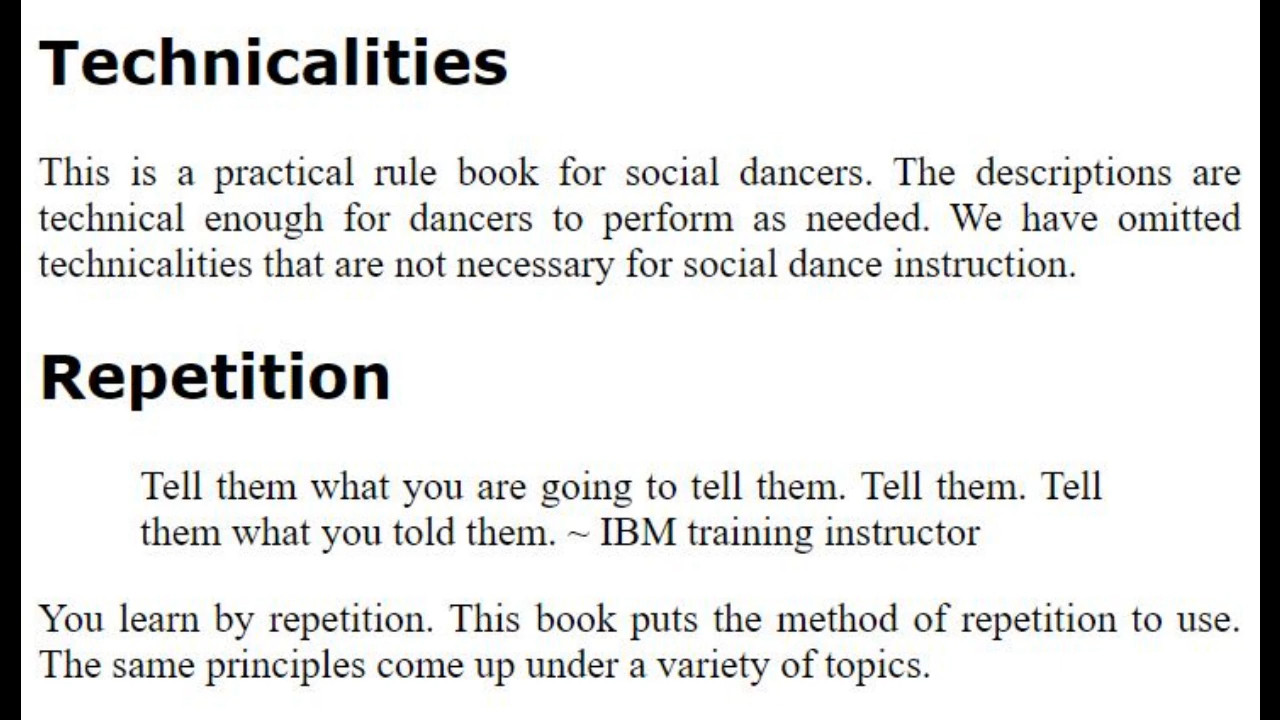 Technicalities
This is a practical rule book for social dancers. The descriptions are
technical enough for dancers to perform as needed. We have omitted
technicalities that are not necessary for social dance instruction.
Repetition
Tell them what you are going to tell them. Tell them. Tell
them what you told them. ~ IBM training instructor
You learn by repetition. This book puts the method of repetition to use.
The same principles come up under a variety of topics.